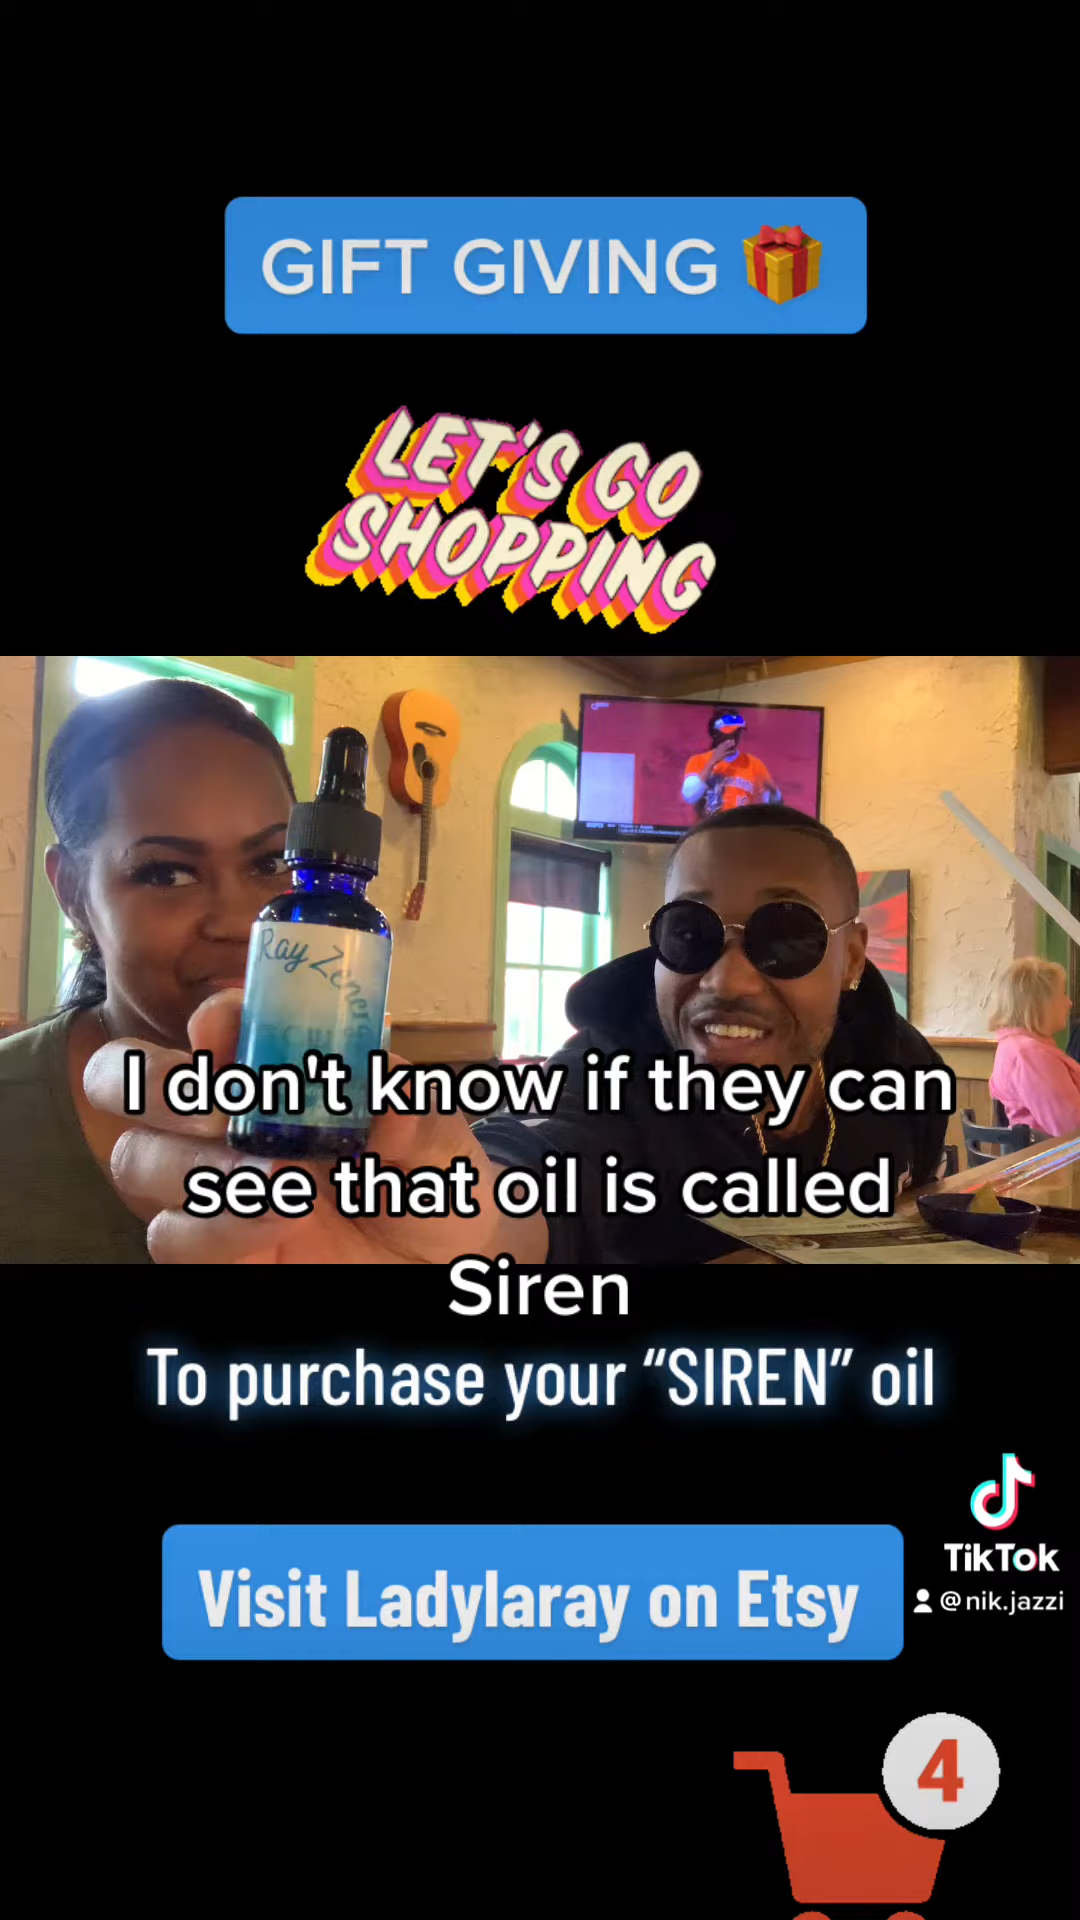 GIFT GIVING 🎁
LET'S GO
SHOPPING
Ray Zenergy
I don't know if they can
see that oil is called
Siren
To purchase your “SIREN” oil
TikTok
@nik.jazzi
Visit Ladylaray on Etsy
4